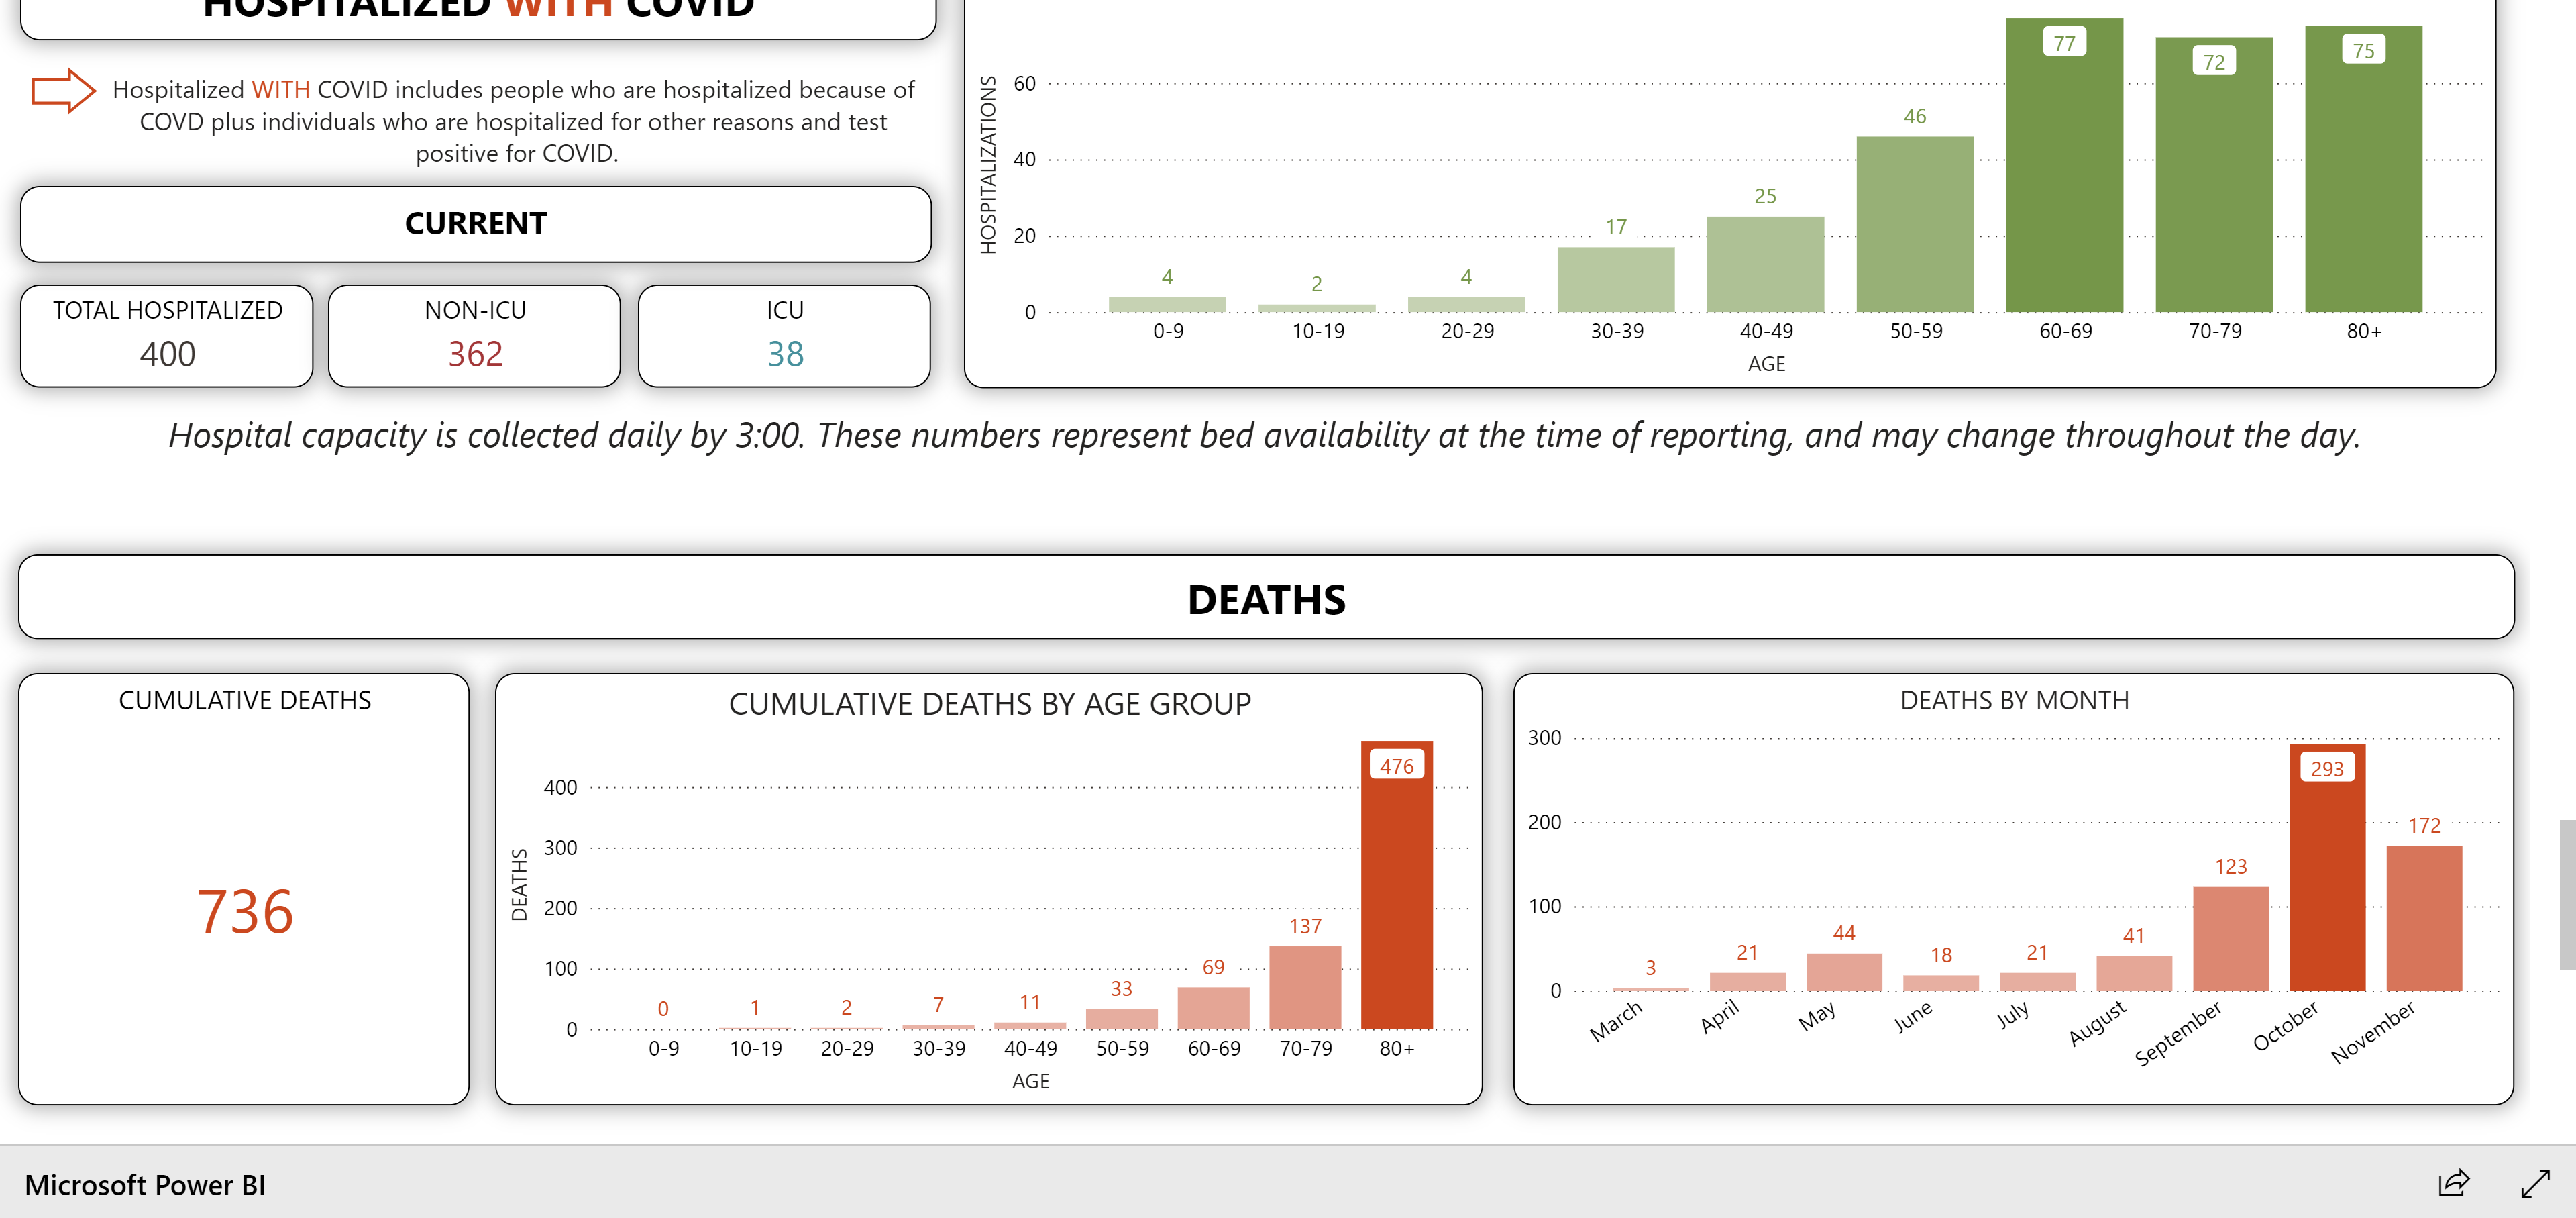 HOSPITALIZED WITH COVID
Hospitalized WITH COVID includes people who are hospitalized because of
COVD plus individuals who are hospitalized for other reasons and test
positive for COVID.
CURRENT
TOTAL HOSPITALIZED
400
NON-ICU
362
ICU
38
HOSPITALIZATIONS
60
40
20
0
4
2
4
17
25
46
77
72
75
0-9
10-19
20-29
30-39
40-49
50-59
60-69
70-79
80+
AGE
Hospital capacity is collected daily by 3:00. These numbers represent bed availability at the time of reporting, and may change throughout the day.
DEATHS
CUMULATIVE DEATHS
736
CUMULATIVE DEATHS BY AGE GROUP
DEATHS
400
300
200
100
0
0
1
2
7
11
33
69
137
476
0-9
10-19
20-29
30-39
40-49
50-59
60-69
70-79
80+
AGE
DEATHS BY MONTH
300
200
100
0
3
21
44
18
21
41
123
293
172
March
April
May
June
July
August
September
October
November
Microsoft Power BI